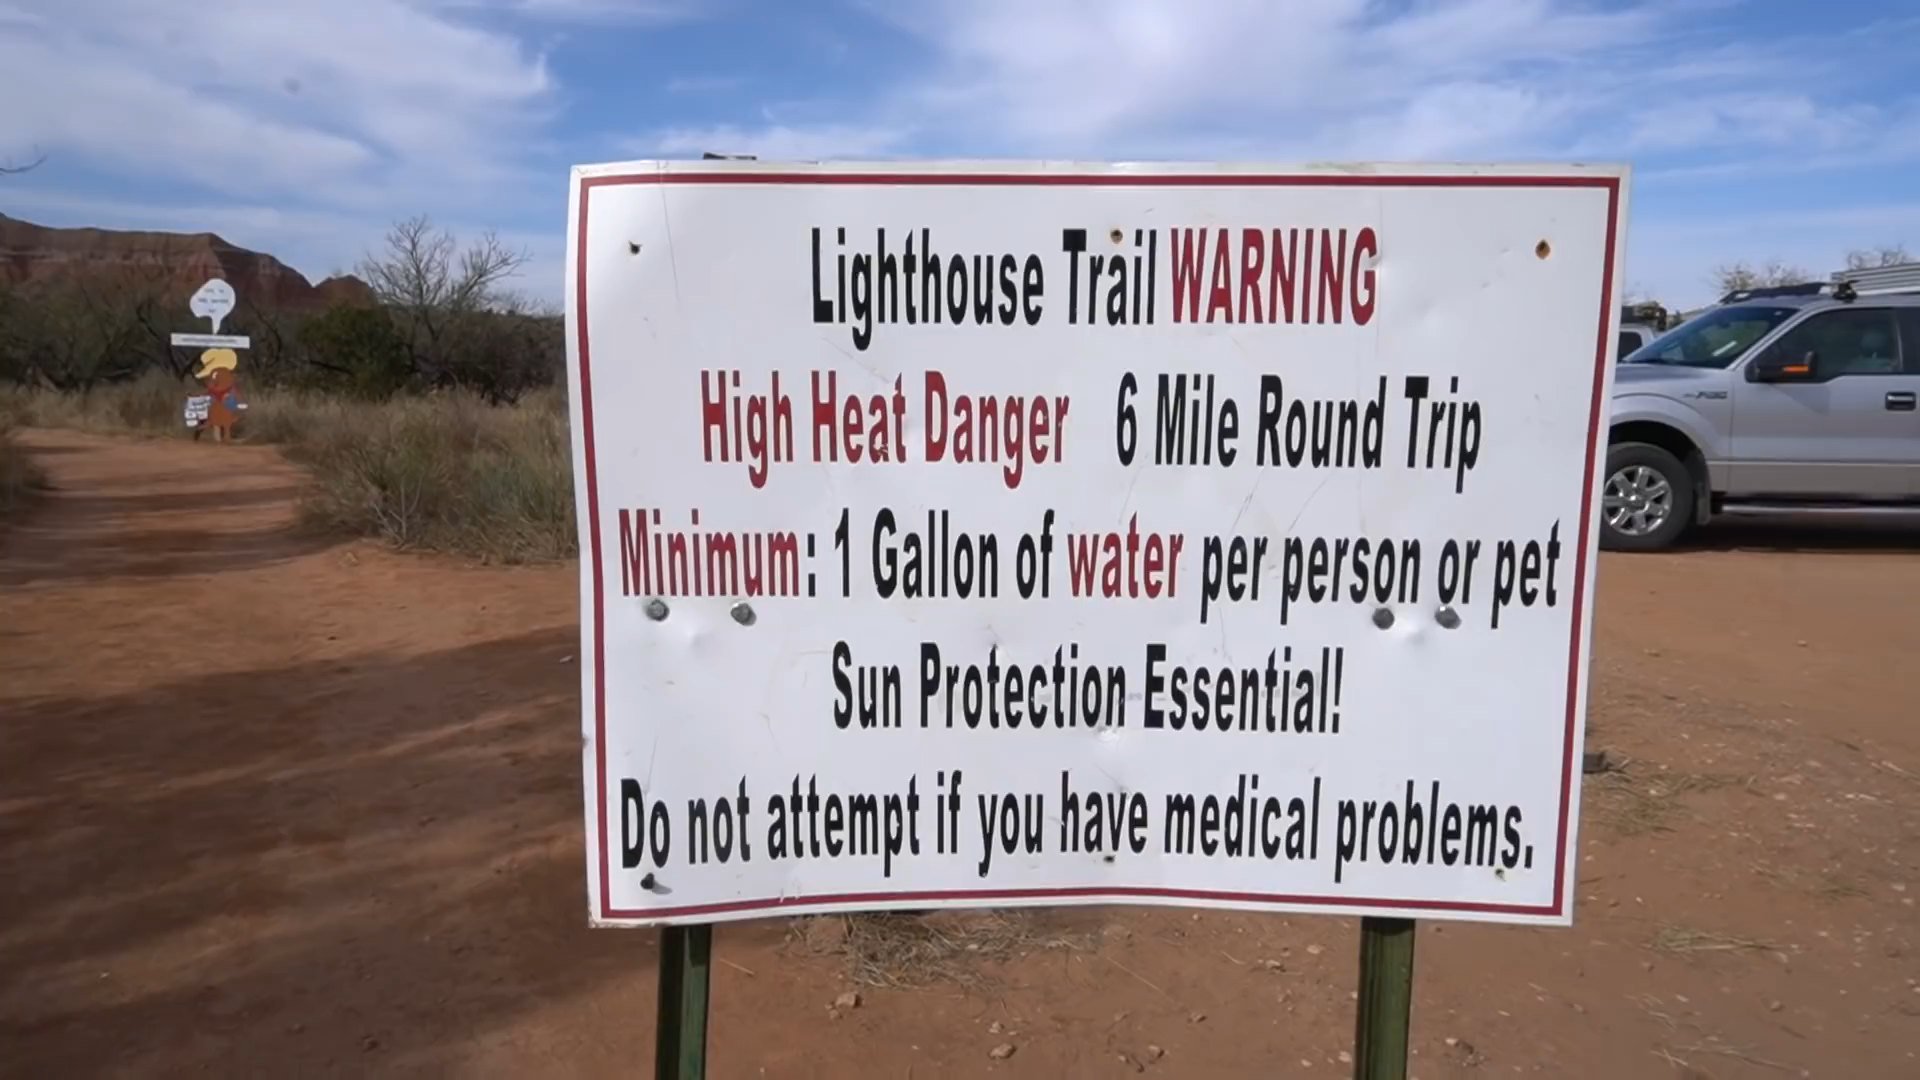 Lighthouse Trail WARNING
High Heat Danger 6 Mile Round Trip
Minimum: 1 Gallon of water per person or pet
Sun Protection Essential!
Do not attempt if you have medical problems.